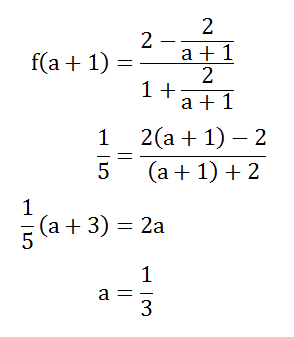 f(a + 1) = (2 − 2/(a + 1))/(1 + 2/(a + 1))
1/5 = (2(a + 1) − 2)/((a + 1) + 2)
1/5 (a + 3) = 2a
a = 1/3